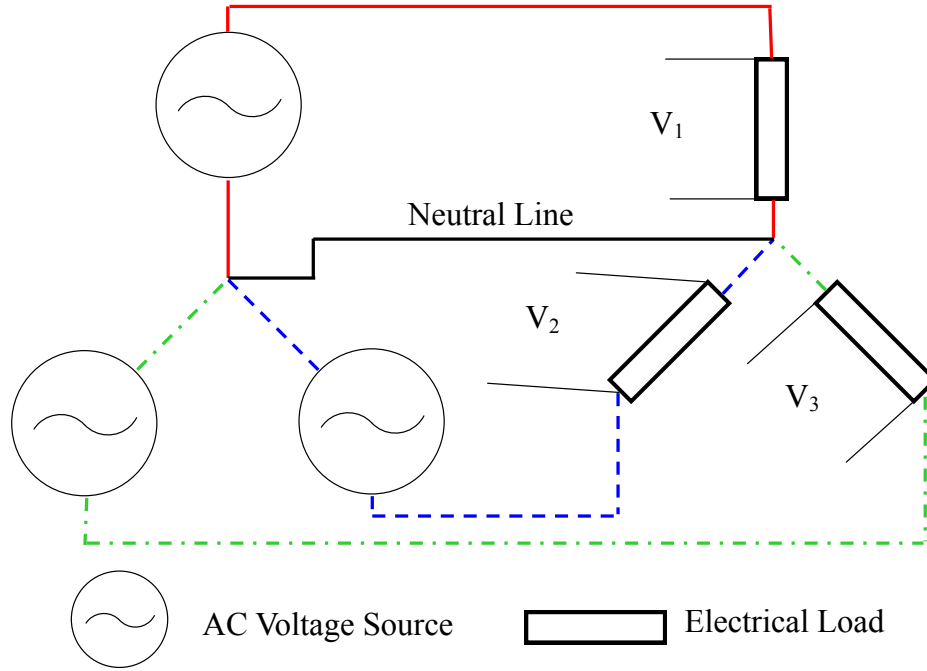 V₁
Neutral Line
V₂
V₃
AC Voltage Source
Electrical Load